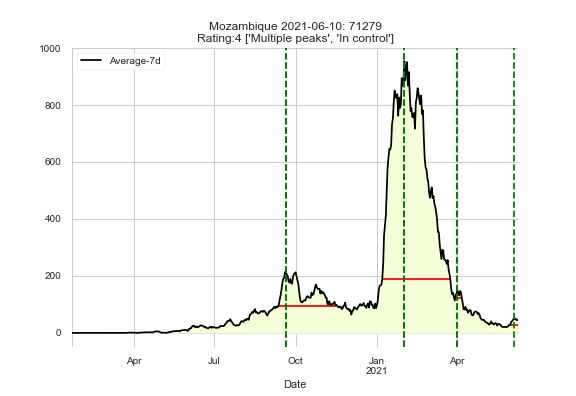 Mozambique 2021-06-10: 71279
Rating:4 ['Multiple peaks', 'In control']
Average-7d
1000
800
600
400
200
0
Apr
Jul
Oct
Jan
2021
Apr
Date